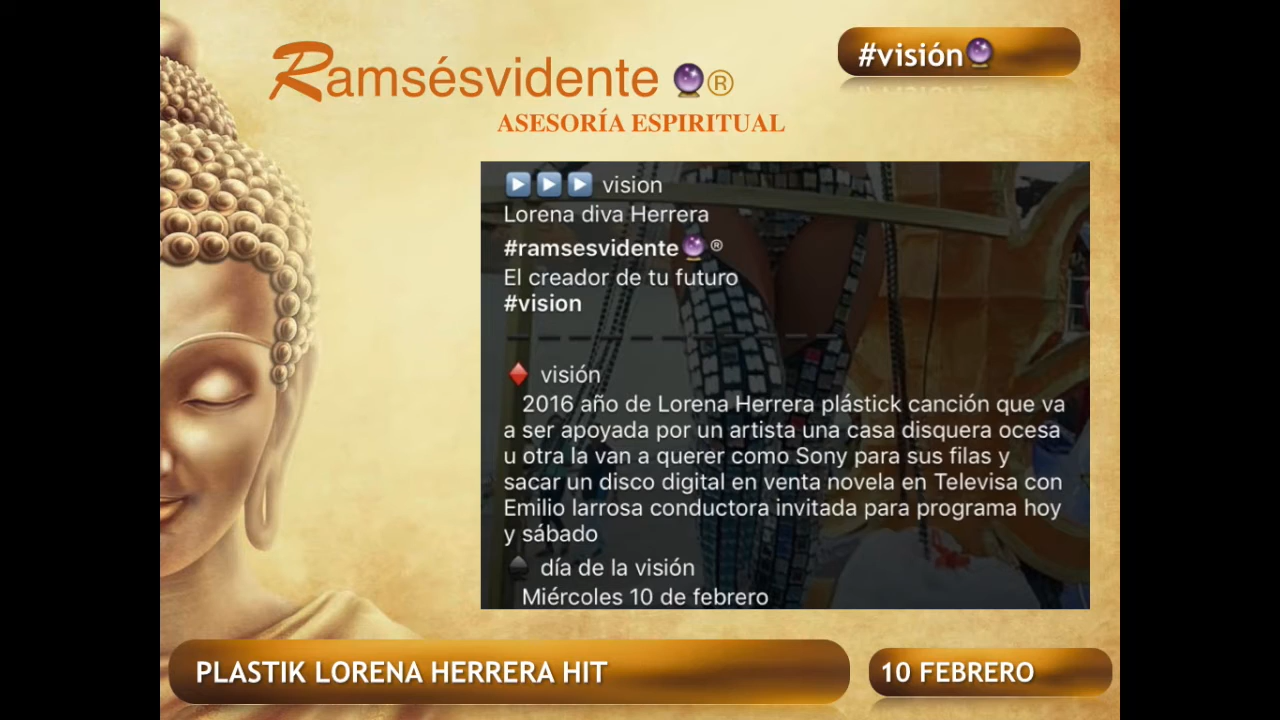 Ramsésvidente 🔮®
ASESORÍA ESPIRITUAL
#visión🔮
▶️▶️▶️ vision
Lorena diva Herrera
#ramsesvidente🔮®
El creador de tu futuro
#vision
♦️ visión
2016 año de Lorena Herrera plástick canción que va
a ser apoyada por un artista una casa disquera ocesa
u otra la van a querer como Sony para sus filas y
sacar un disco digital en venta novela en Televisa con
Emilio larrosa conductora invitada para programa hoy
y sábado
♠️ día de la visión
Miércoles 10 de febrero
PLASTIK LORENA HERRERA HIT
10 FEBRERO